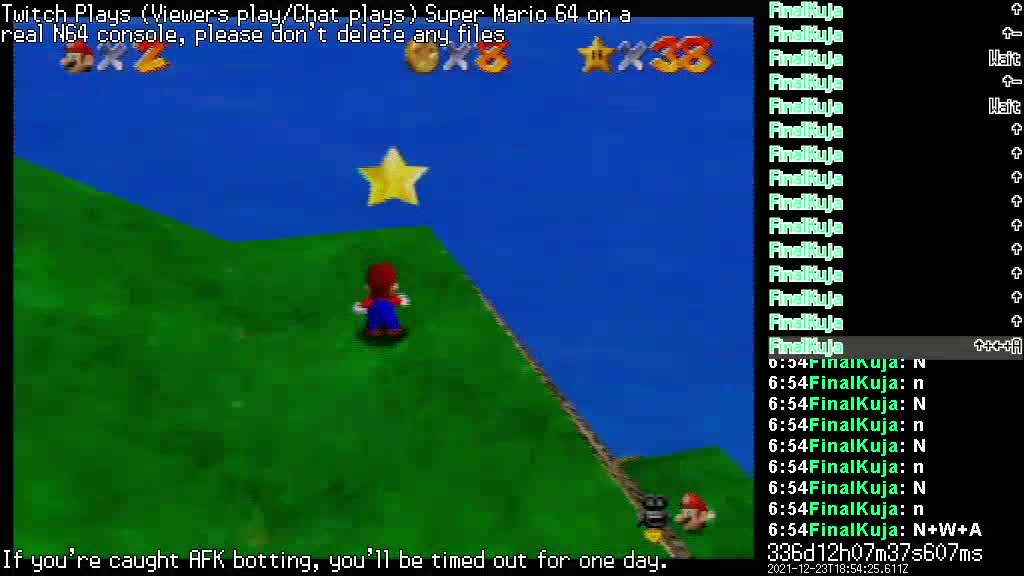 Twitch Plays (Viewers play/Chat plays) Super Mario 64 on a
real N64 console, please don't delete any files
×2
×8
×38
FinalKuja ↑
FinalKuja ↑←
FinalKuja Wait
FinalKuja ↑←
FinalKuja Wait
FinalKuja ↑
FinalKuja ↑
FinalKuja ↑
FinalKuja ↑
FinalKuja ↑
FinalKuja ↑
FinalKuja ↑
FinalKuja ↑
FinalKuja ↑
FinalKuja ↑+←+A
6:54FinalKuja: N
6:54FinalKuja: n
6:54FinalKuja: N
6:54FinalKuja: n
6:54FinalKuja: N
6:54FinalKuja: n
6:54FinalKuja: N
6:54FinalKuja: n
6:54FinalKuja: N+W+A
336d12h07m37s607ms
2021-12-23T18:54:25.611Z
If you're caught AFK botting, you'll be timed out for one day.